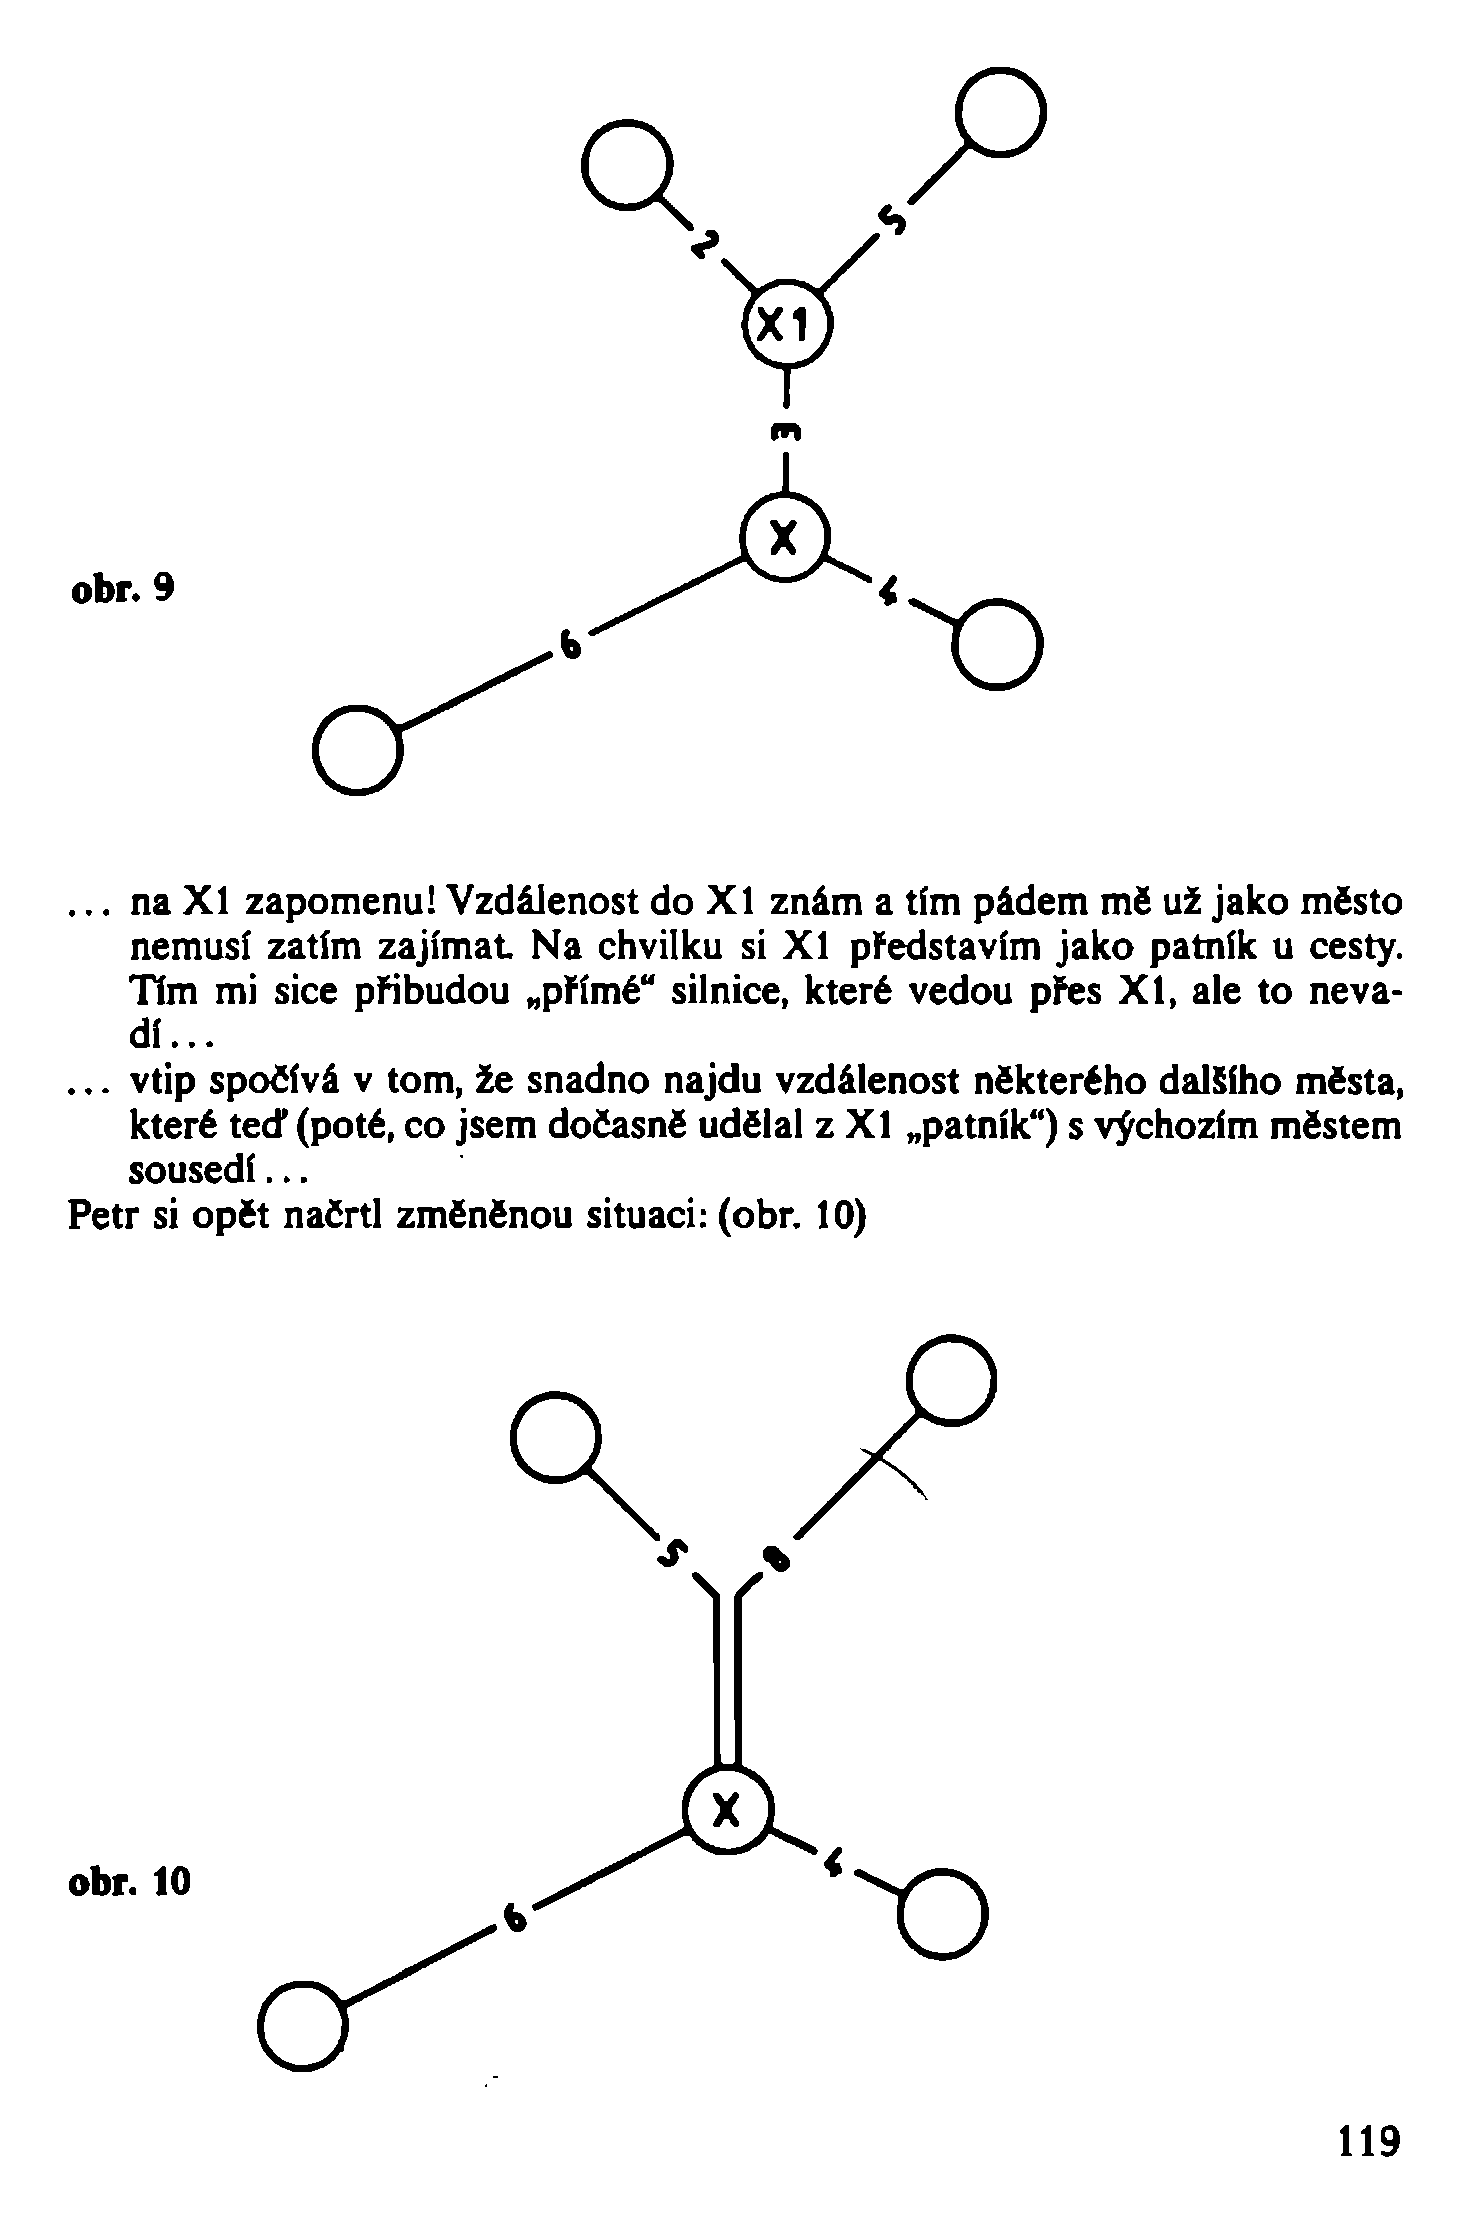 2
5
X1
3
X
obr. 9
4
6
... na X1 zapomenu! Vzdálenost do X1 znám a tím pádem mě už jako město
nemusí zatím zajímat. Na chvilku si X1 představím jako patník u cesty.
Tím mi sice přibudou „přímé“ silnice, které vedou přes X1, ale to neva-
dí...
... vtip spočívá v tom, že snadno najdu vzdálenost některého dalšího města,
které teď (poté, co jsem dočasně udělal z X1 „patník“) s výchozím městem
sousedí...
Petr si opět načrtl změněnou situaci: (obr. 10)
5
8
X
obr. 10
4
6
119